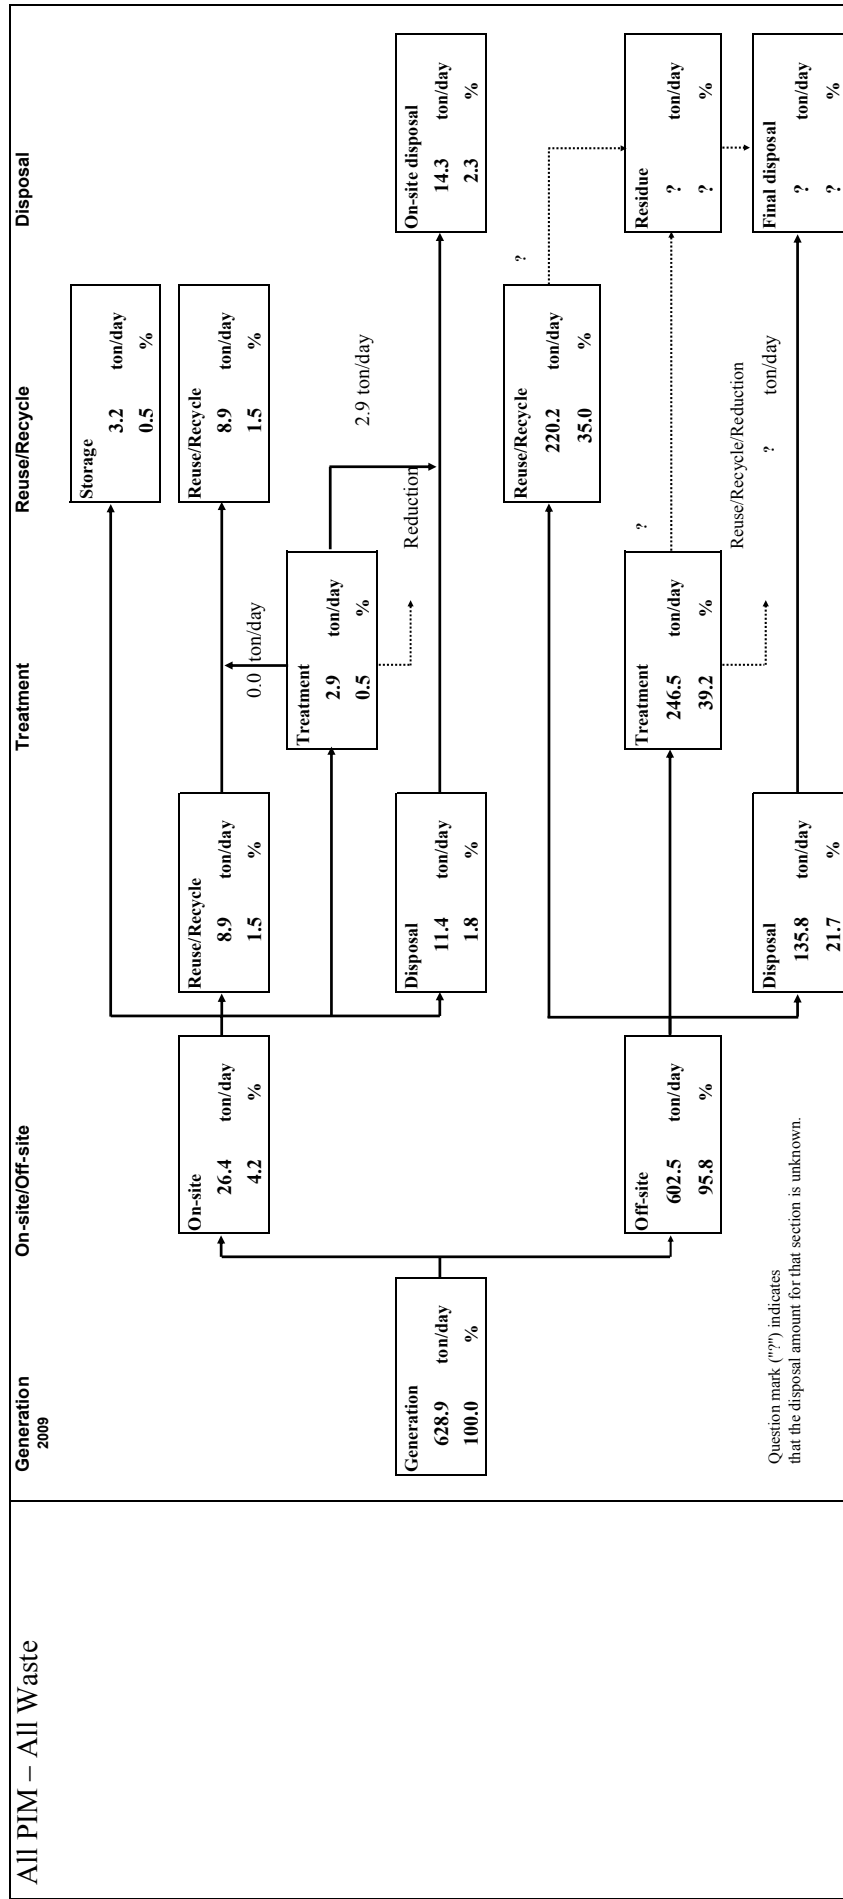 All PIM – All Waste
Generation
2009
On-site/Off-site
Treatment
Reuse/Recycle
Disposal
Storage
3.2 ton/day
0.5 %
On-site
26.4 ton/day
4.2 %
Reuse/Recycle
8.9 ton/day
1.5 %
Reuse/Recycle
8.9 ton/day
1.5 %
0.0 ton/day
Treatment
2.9 ton/day
0.5 %
2.9 ton/day
Reduction
Generation
628.9 ton/day
100.0 %
Disposal
11.4 ton/day
1.8 %
On-site disposal
14.3 ton/day
2.3 %
Reuse/Recycle
220.2 ton/day
35.0 %
?
Off-site
602.5 ton/day
95.8 %
Treatment
246.5 ton/day
39.2 %
?
Residue
? ton/day
? %
Reuse/Recycle/Reduction
? ton/day
Disposal
135.8 ton/day
21.7 %
Final disposal
? ton/day
? %
Question mark ("?") indicates
that the disposal amount for that section is unknown.